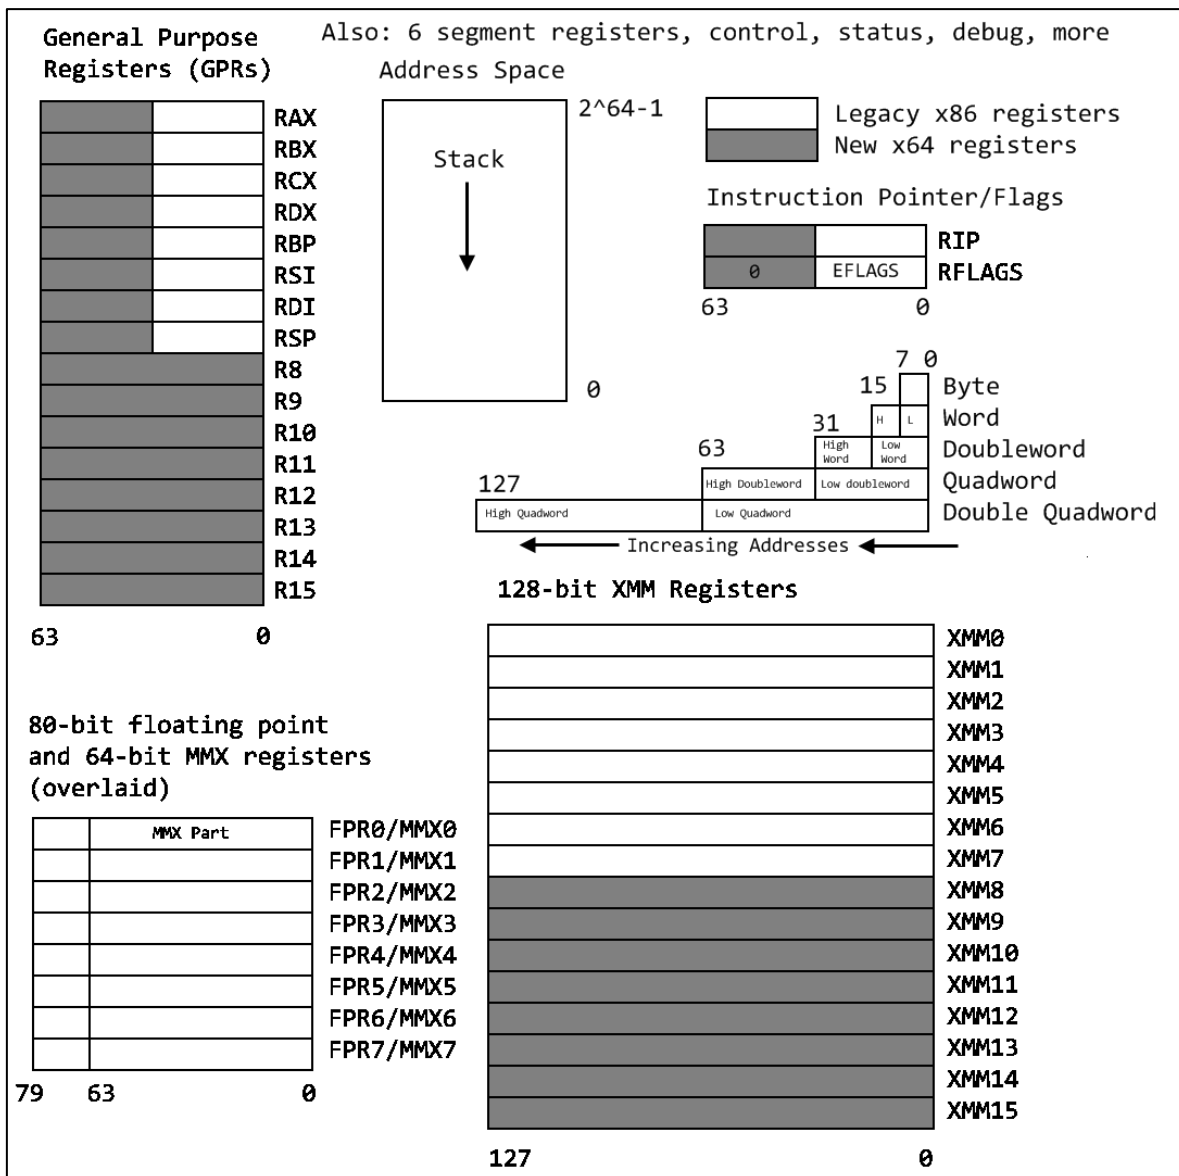 General Purpose
Registers (GPRs)
RAX
RBX
RCX
RDX
RBP
RSI
RDI
RSP
R8
R9
R10
R11
R12
R13
R14
R15
63 0
Also: 6 segment registers, control, status, debug, more
Address Space
2^64-1
Stack
0
Legacy x86 registers
New x64 registers
Instruction Pointer/Flags
RIP
0 EFLAGS RFLAGS
63 0
7 0
Byte
15
H L Word
31
High Word Low Word Doubleword
63
High Doubleword Low doubleword Quadword
127
High Quadword Low Quadword Double Quadword
Increasing Addresses
80-bit floating point
and 64-bit MMX registers
(overlaid)
MMX Part FPR0/MMX0
FPR1/MMX1
FPR2/MMX2
FPR3/MMX3
FPR4/MMX4
FPR5/MMX5
FPR6/MMX6
FPR7/MMX7
79 63 0
128-bit XMM Registers
XMM0
XMM1
XMM2
XMM3
XMM4
XMM5
XMM6
XMM7
XMM8
XMM9
XMM10
XMM11
XMM12
XMM13
XMM14
XMM15
127 0